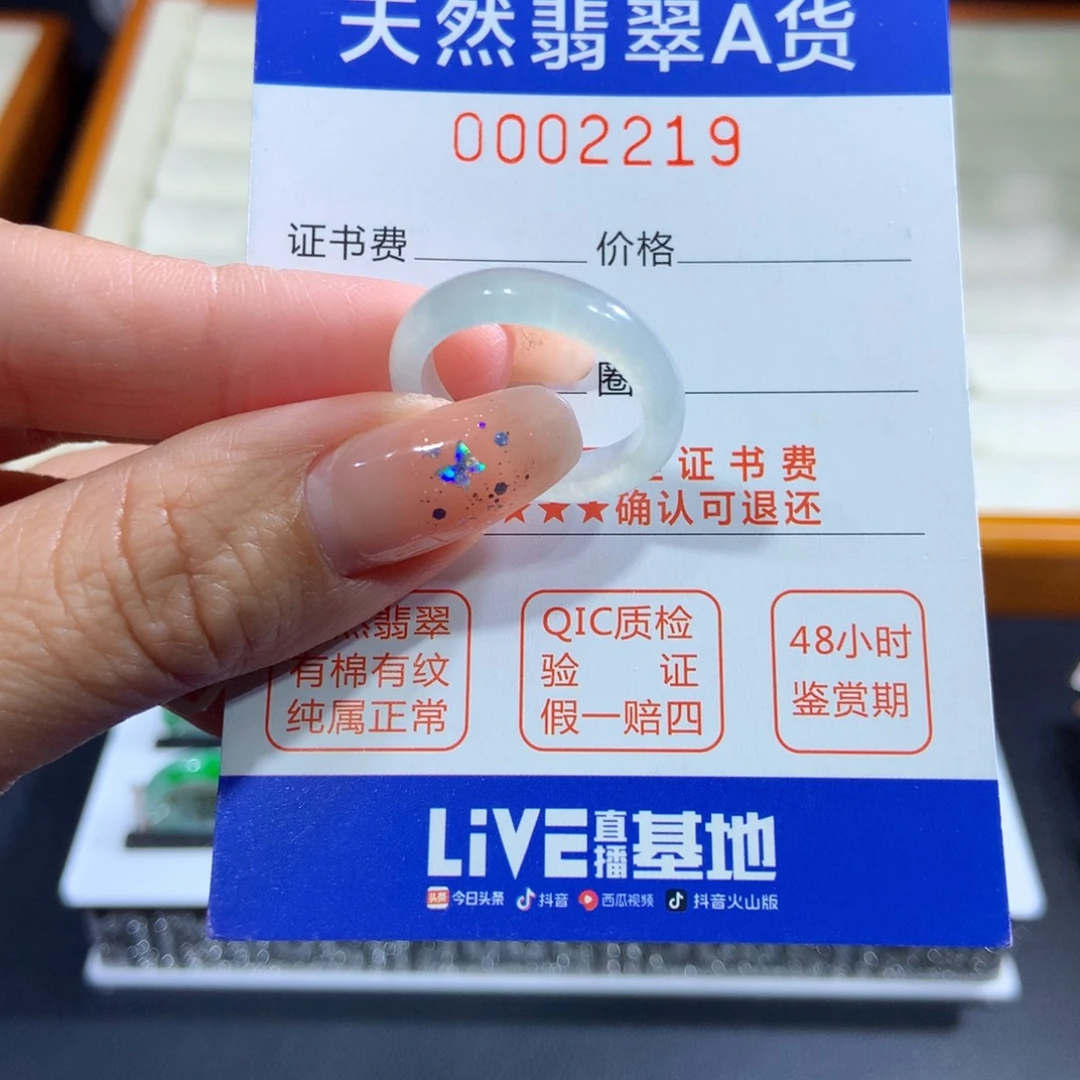 天然翡翠A货
0002219
证书费 价格
圈
证书费
★★★确认可退还
然翡翠
有棉有纹
纯属正常
QIC质检
验 证
假一赔四
48小时
鉴赏期
LiVE直播基地
头条 今日头条 抖音 西瓜视频 抖音火山版